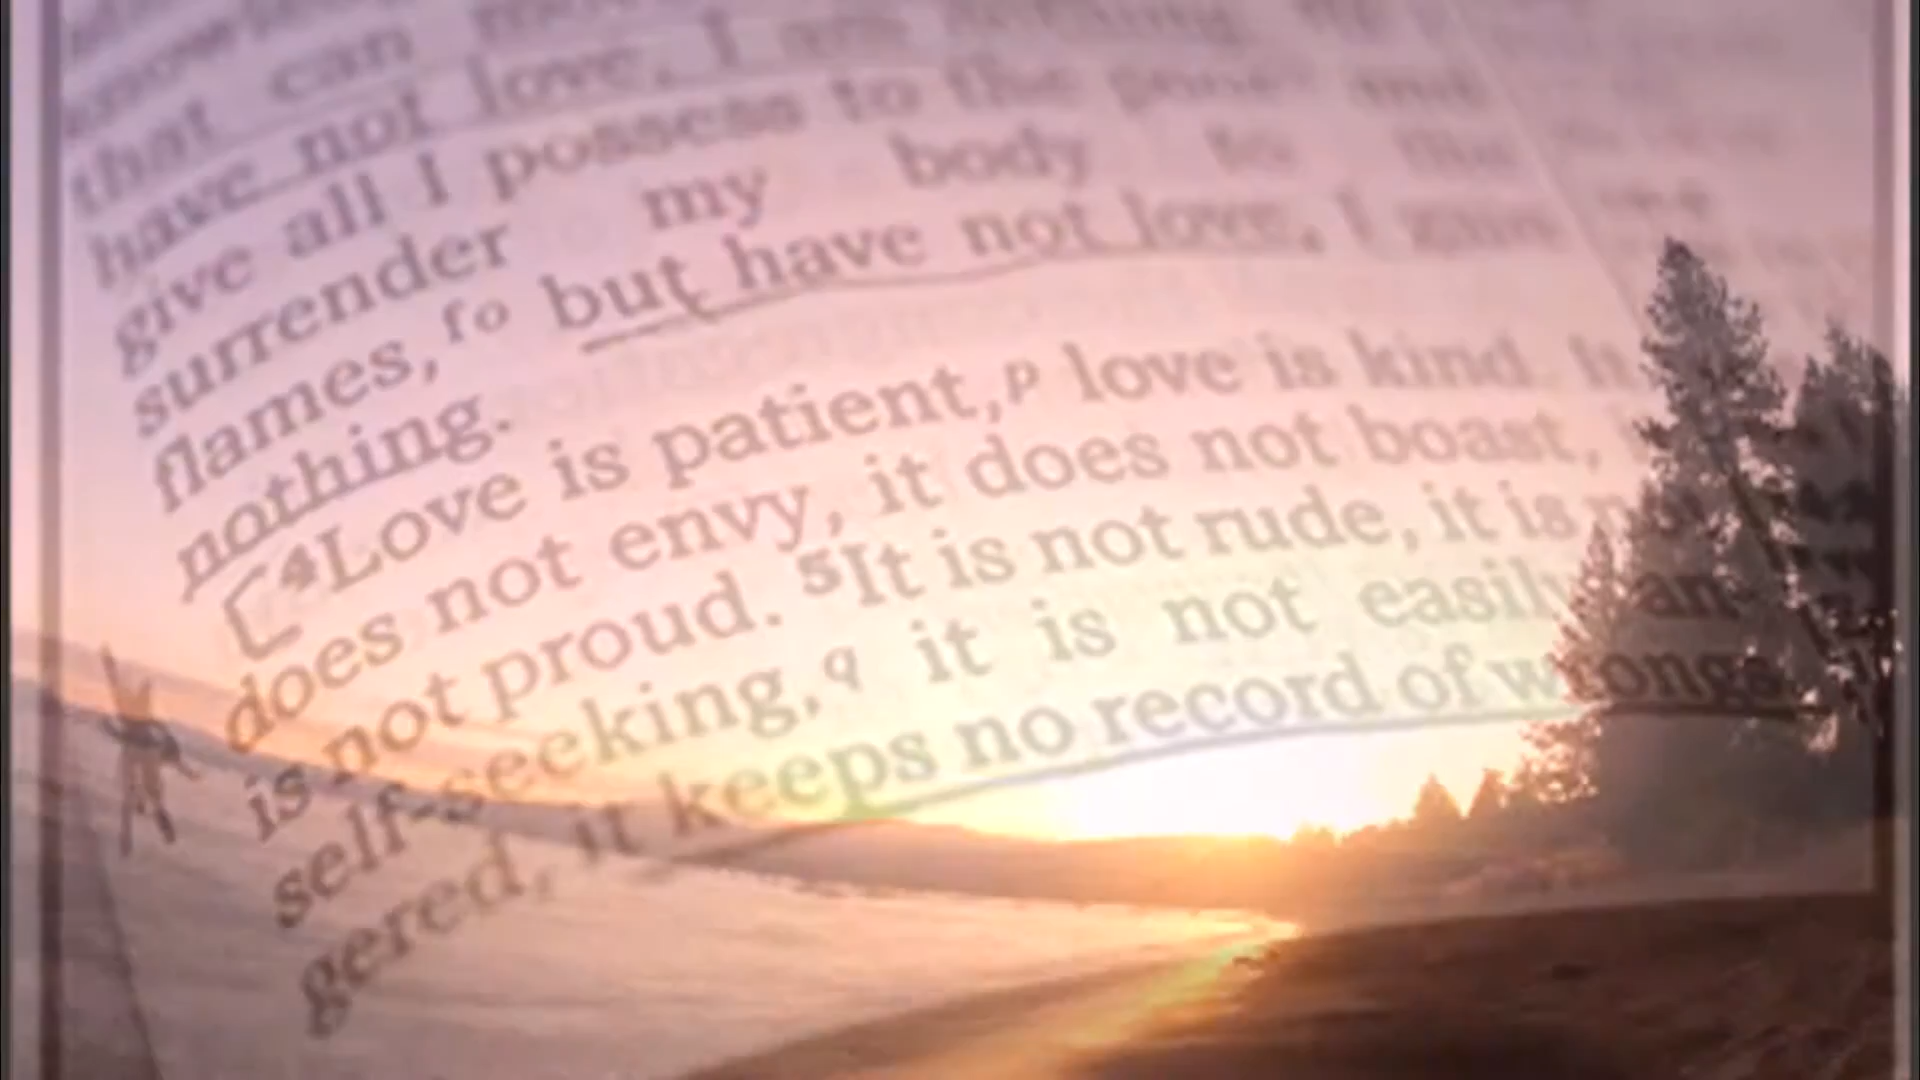 that can
have not love, I am
give all I possess to the poor and
surrender my body to the
flames,ᶠᵒ but have not love, I gain
nothing.
⁴Love is patient,ᵖ love is kind. It
does not envy, it does not boast,
is not proud. ⁵It is not rude, it is
self-seeking,ᑫ it is not easily an-
gered, it keeps no record of wrongs.